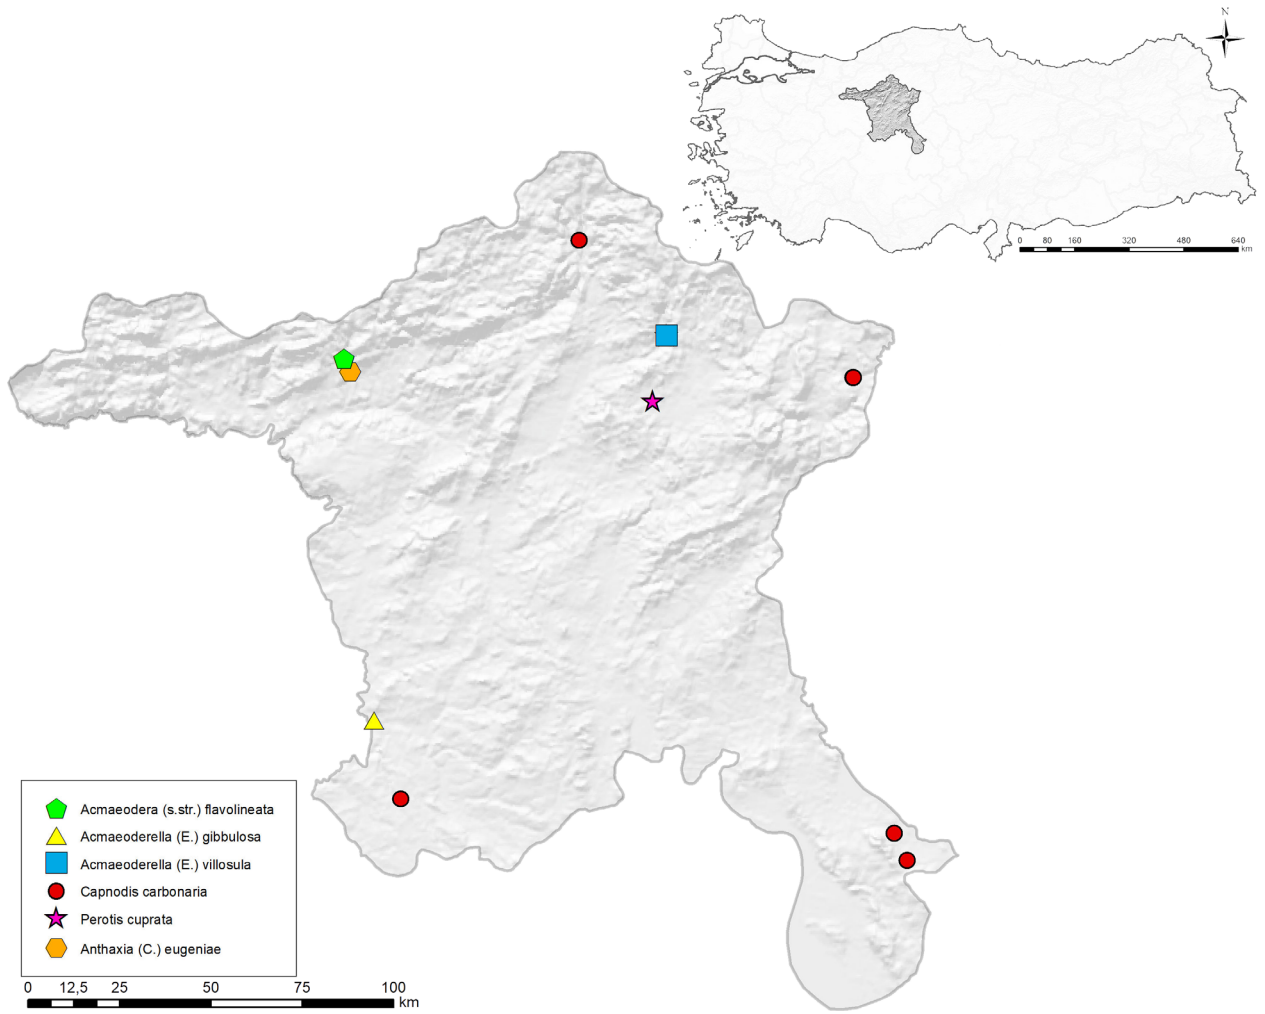 N
0 80 160 320 480 640
km
Acmaeodera (s.str.) flavolineata
Acmaeoderella (E.) gibbulosa
Acmaeoderella (E.) villosula
Capnodis carbonaria
Perotis cuprata
Anthaxia (C.) eugeniae
0 12,5 25 50 75 100
km